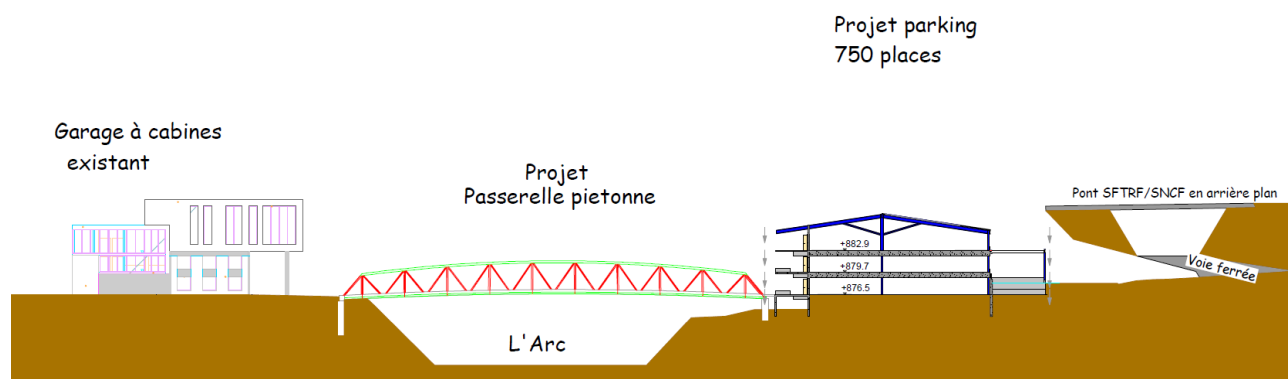 Projet parking
750 places
Garage à cabines
existant
Projet
Passerelle pietonne
Pont SFTRF/SNCF en arrière plan
+882.9
+879.7
+876.5
Voie ferrée
L'Arc